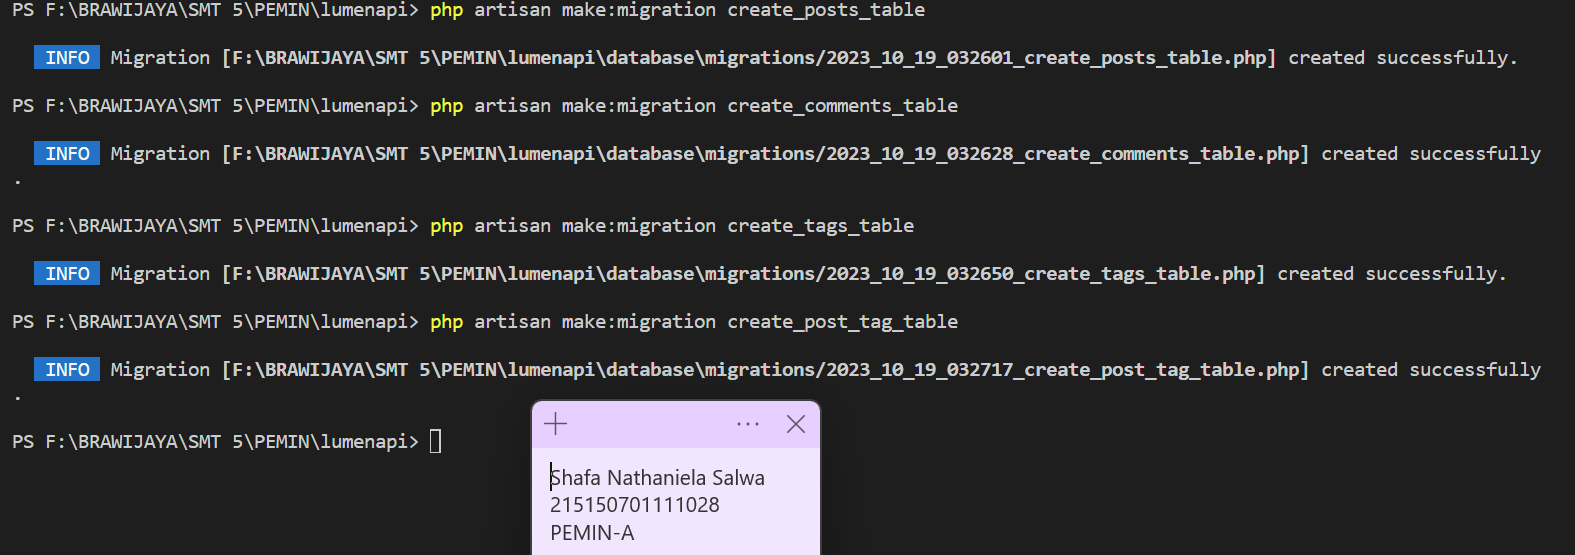 PS F:\BRAWIJAYA\SMT 5\PEMIN\lumenapi> php artisan make:migration create_posts_table
INFO Migration [F:\BRAWIJAYA\SMT 5\PEMIN\lumenapi\database\migrations/2023_10_19_032601_create_posts_table.php] created successfully.
PS F:\BRAWIJAYA\SMT 5\PEMIN\lumenapi> php artisan make:migration create_comments_table
INFO Migration [F:\BRAWIJAYA\SMT 5\PEMIN\lumenapi\database\migrations/2023_10_19_032628_create_comments_table.php] created successfully
.
PS F:\BRAWIJAYA\SMT 5\PEMIN\lumenapi> php artisan make:migration create_tags_table
INFO Migration [F:\BRAWIJAYA\SMT 5\PEMIN\lumenapi\database\migrations/2023_10_19_032650_create_tags_table.php] created successfully.
PS F:\BRAWIJAYA\SMT 5\PEMIN\lumenapi> php artisan make:migration create_post_tag_table
INFO Migration [F:\BRAWIJAYA\SMT 5\PEMIN\lumenapi\database\migrations/2023_10_19_032717_create_post_tag_table.php] created successfully
.
PS F:\BRAWIJAYA\SMT 5\PEMIN\lumenapi>
Shafa Nathaniela Salwa
215150701111028
PEMIN-A